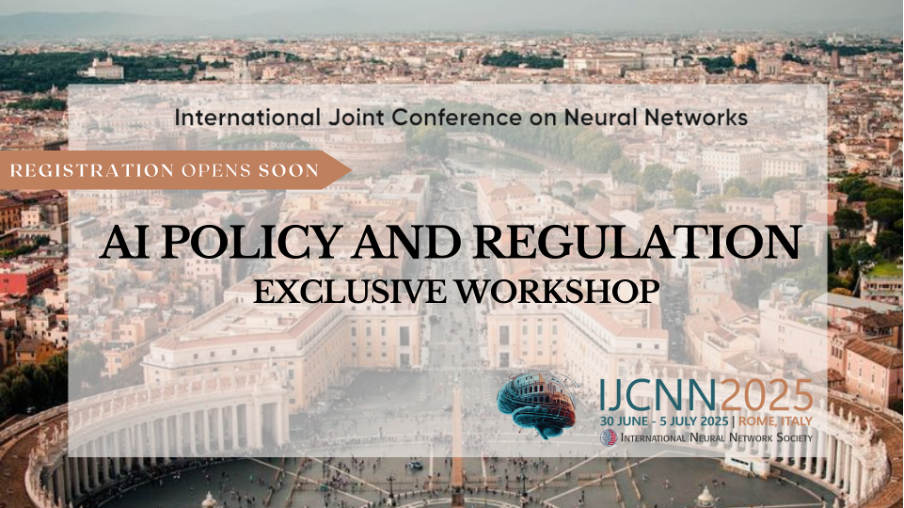 International Joint Conference on Neural Networks
REGISTRATION OPENS SOON
AI POLICY AND REGULATION
EXCLUSIVE WORKSHOP
IJCNN2025
30 JUNE - 5 JULY 2025 | ROME, ITALY
INTERNATIONAL NEURAL NETWORK SOCIETY